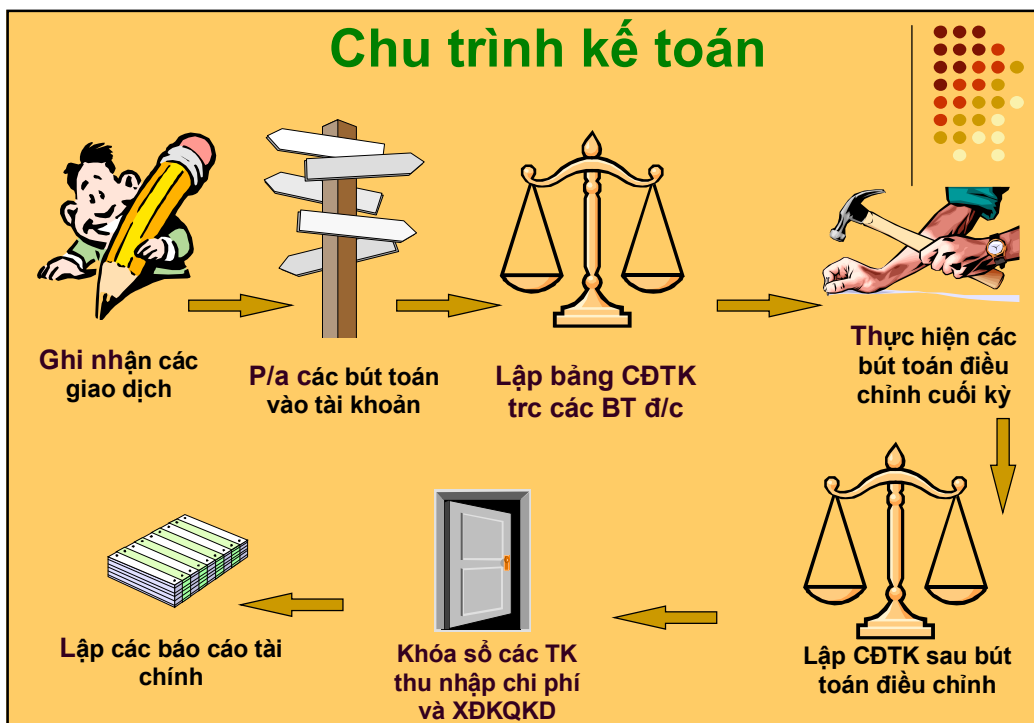 Chu trình kế toán
Ghi nhận các
giao dịch
P/a các bút toán
vào tài khoản
Lập bảng CĐTK
trc các BT đ/c
Thực hiện các
bút toán điều
chỉnh cuối kỳ
Lập CĐTK sau bút
toán điều chỉnh
Khóa sổ các TK
thu nhập chi phí
và XĐKQKD
Lập các báo cáo tài
chính